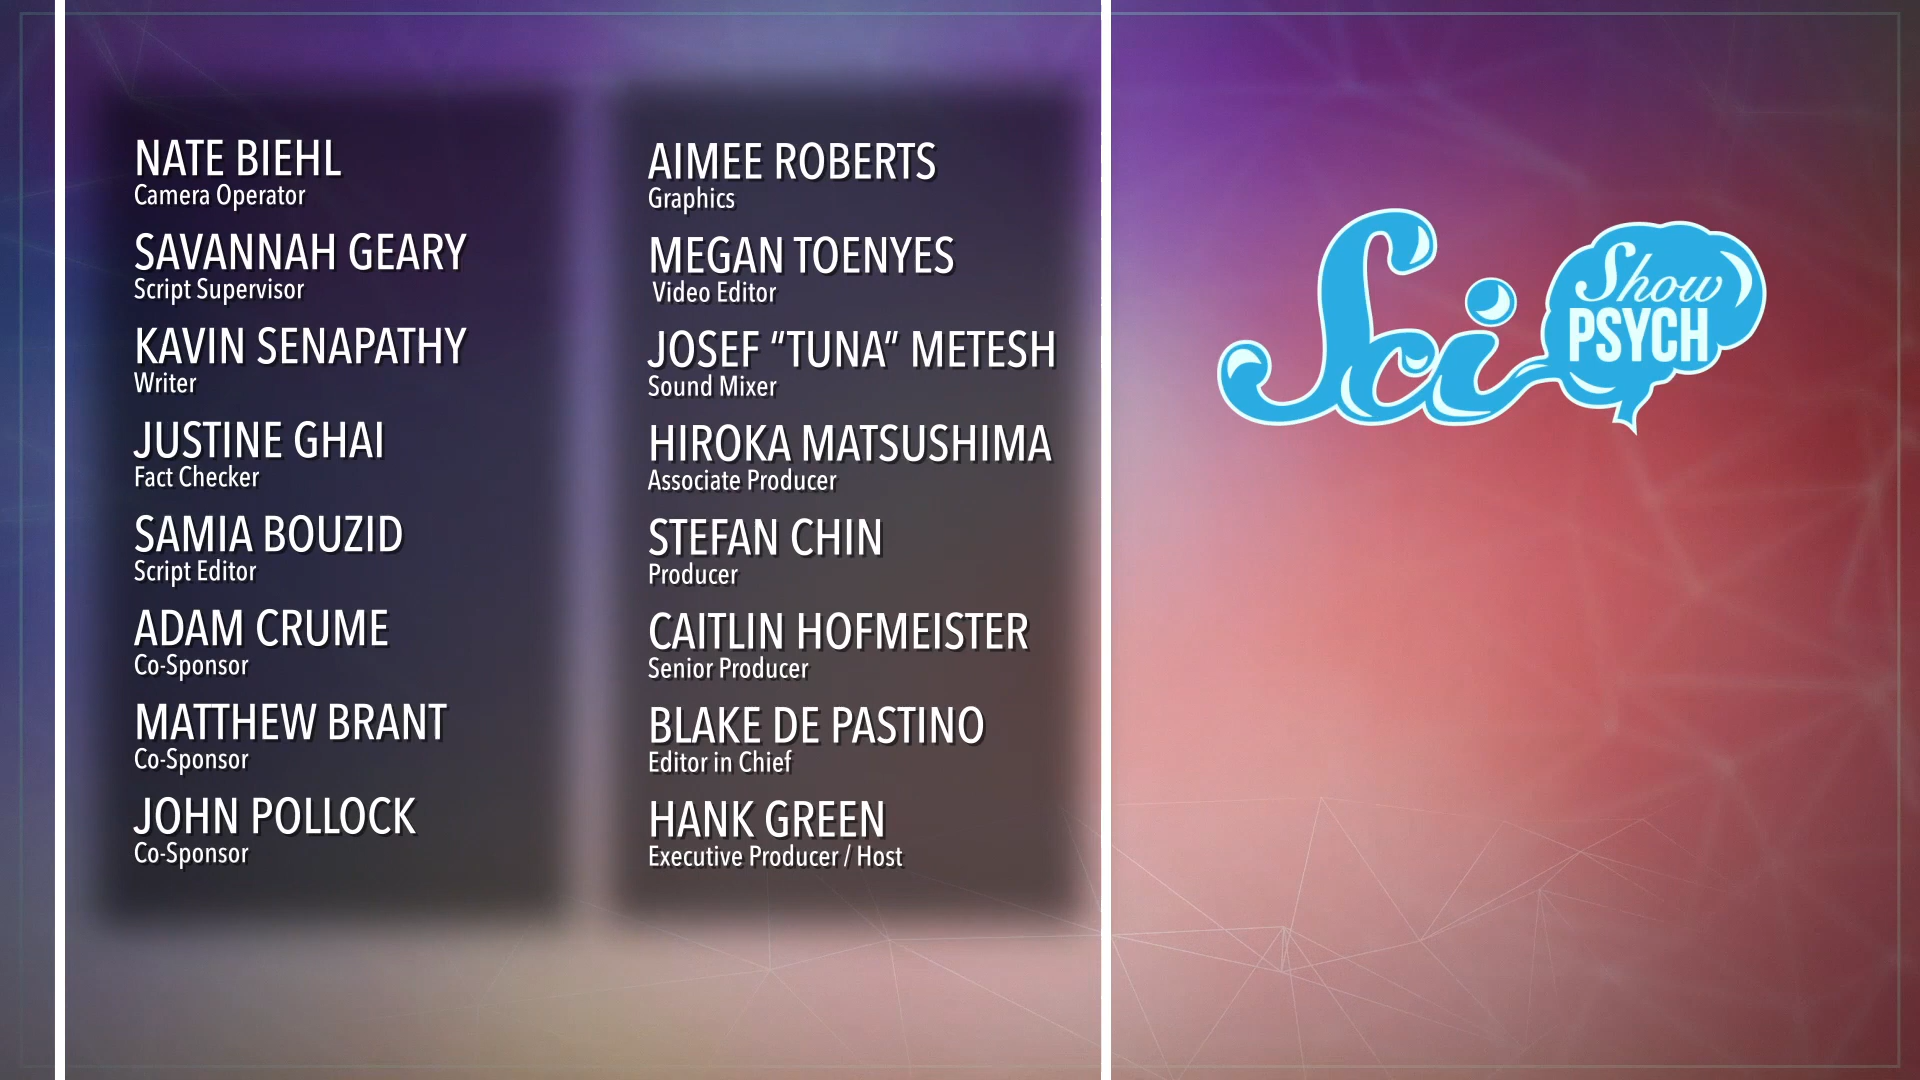 NATE BIEHL
Camera Operator
SAVANNAH GEARY
Script Supervisor
KAVIN SENAPATHY
Writer
JUSTINE GHAI
Fact Checker
SAMIA BOUZID
Script Editor
ADAM CRUME
Co-Sponsor
MATTHEW BRANT
Co-Sponsor
JOHN POLLOCK
Co-Sponsor
AIMEE ROBERTS
Graphics
MEGAN TOENYES
Video Editor
JOSEF “TUNA” METESH
Sound Mixer
HIROKA MATSUSHIMA
Associate Producer
STEFAN CHIN
Producer
CAITLIN HOFMEISTER
Senior Producer
BLAKE DE PASTINO
Editor in Chief
HANK GREEN
Executive Producer / Host
Sci
Show
PSYCH